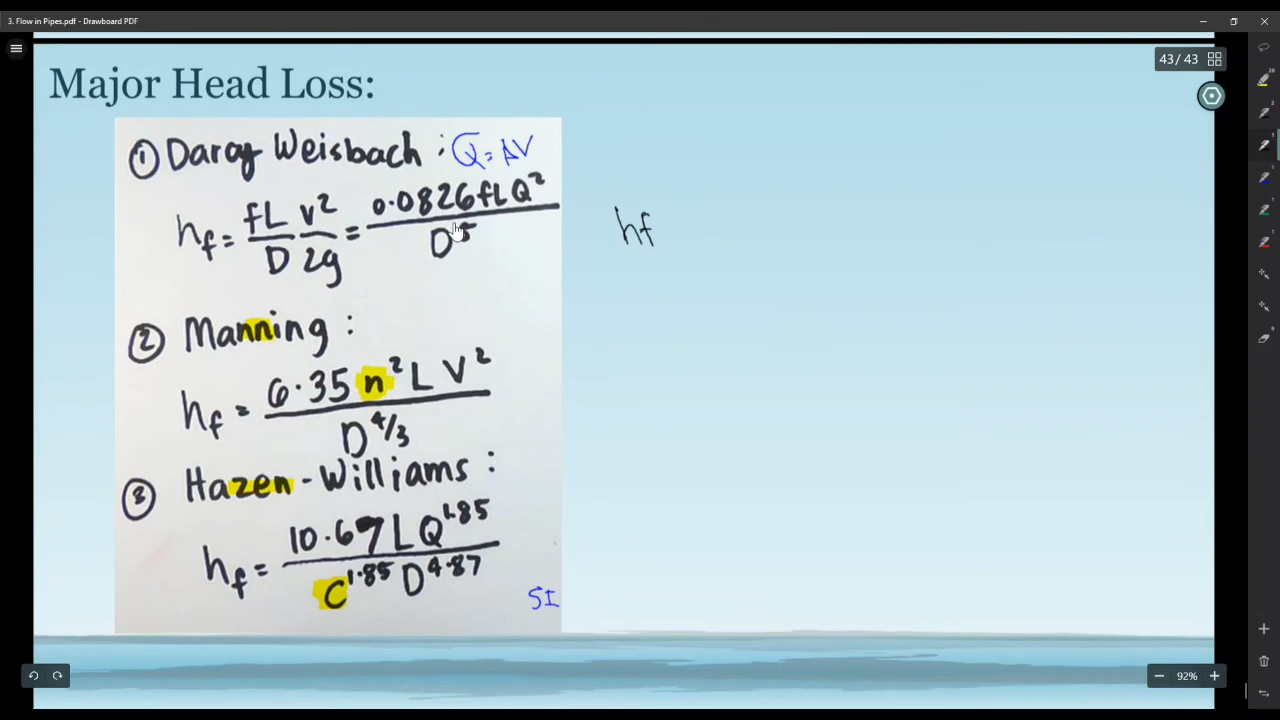 3. Flow in Pipes.pdf - Drawboard PDF
43 / 43
Major Head Loss:
① Darcy Weisbach : Q = AV
hf = fL/D V²/2g = 0.0826fLQ²/D⁵
hf
② Manning :
hf = 6.35 n² L V² / D^4/3
③ Hazen - Williams :
hf = 10.67 L Q^1.85 / C^1.85 D^4.87
SI
92%